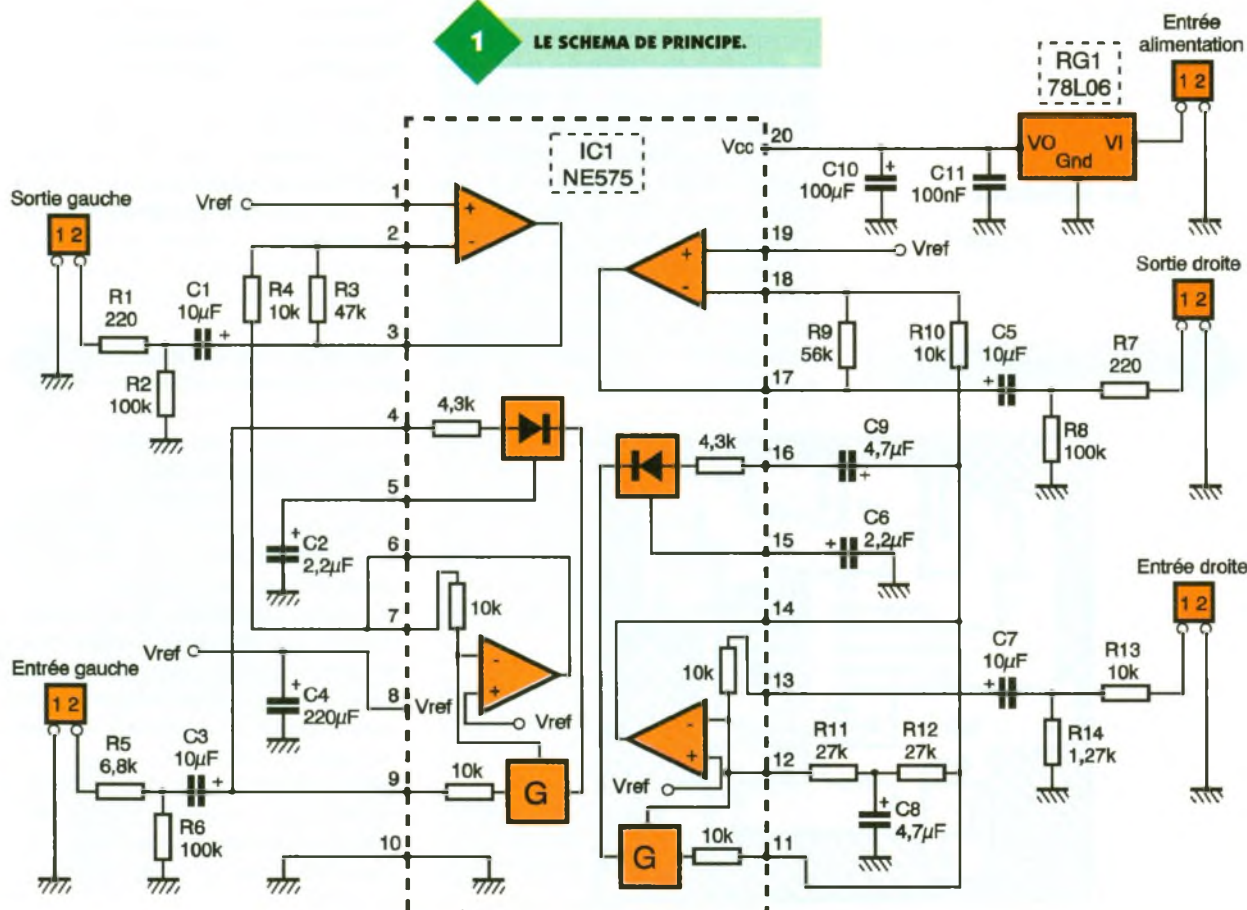 1 LE SCHEMA DE PRINCIPE.
Entrée
alimentation
1 2
RG1
78L06
VO
VI
Gnd
IC1
NE575
Vcc
20
C10
100µF
+
C11
100nF
Sortie gauche
1 2
Vref
1
+
2
-
R1
220
C1
10µF
+
R4
10k
R3
47k
3
R2
100k
19
Vref
+
-
18
Sortie droite
1 2
R9
56k
R10
10k
C5
10µF
+
R7
220
17
R8
100k
4
4,3k
5
C2
2,2µF
+
6
10k
7
4,3k
16
C9
4,7µF
+
15
C6
2,2µF
+
14
Entrée gauche
1 2
Vref
C4
220µF
+
8
Vref
-
+
Vref
R5
6,8k
C3
10µF
+
9
10k
G
R6
100k
10
Entrée droite
1 2
10k
13
C7
10µF
+
R13
10k
-
+
Vref
12
R11
27k
R12
27k
R14
1,27k
C8
4,7µF
+
G
10k
11